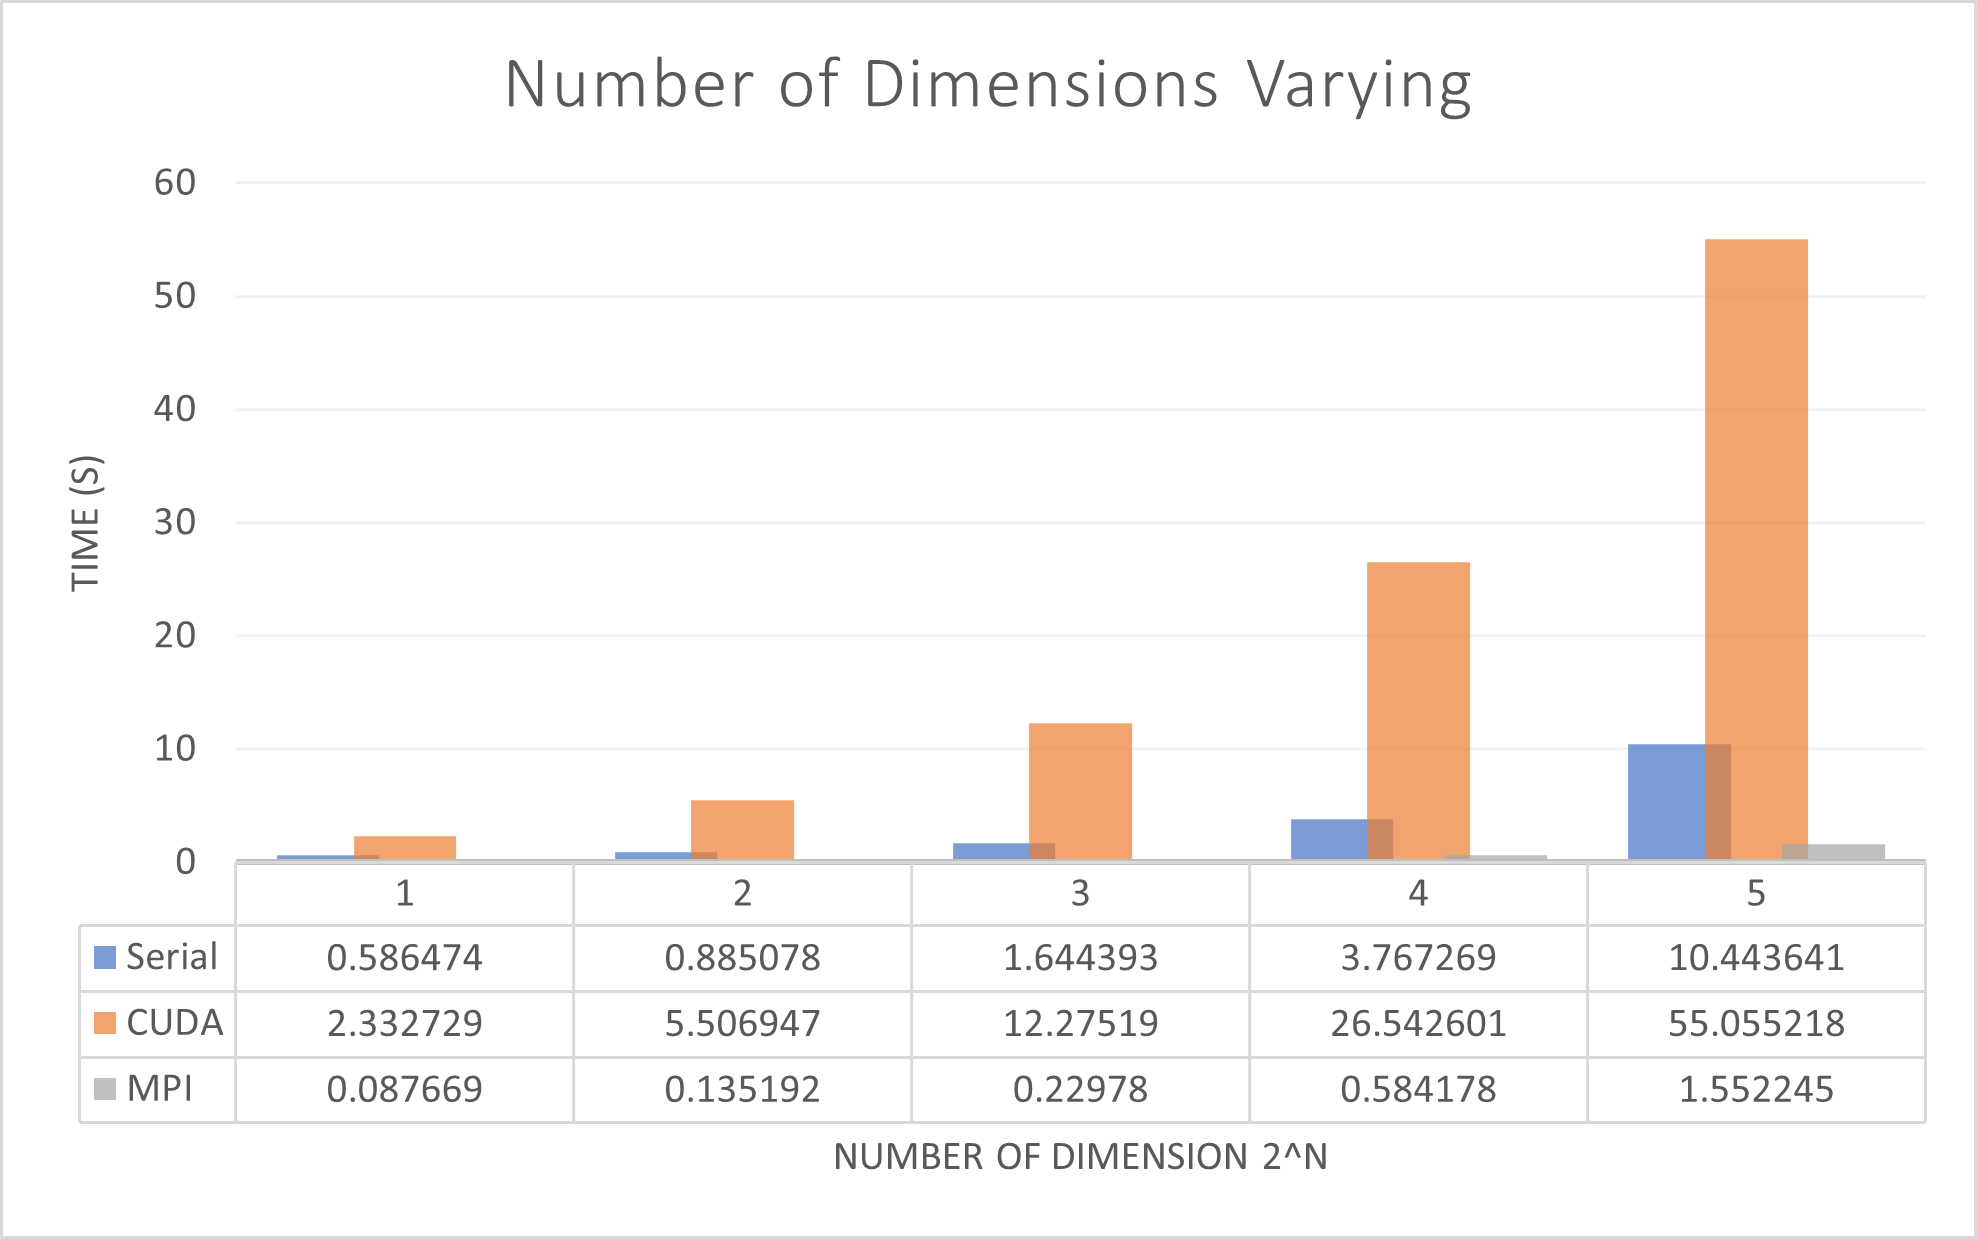 Number of Dimensions Varying
60
50
40
30
20
10
0
TIME (S)
1 2 3 4 5
Serial 0.586474 0.885078 1.644393 3.767269 10.443641
CUDA 2.332729 5.506947 12.27519 26.542601 55.055218
MPI 0.087669 0.135192 0.22978 0.584178 1.552245
NUMBER OF DIMENSION 2^N